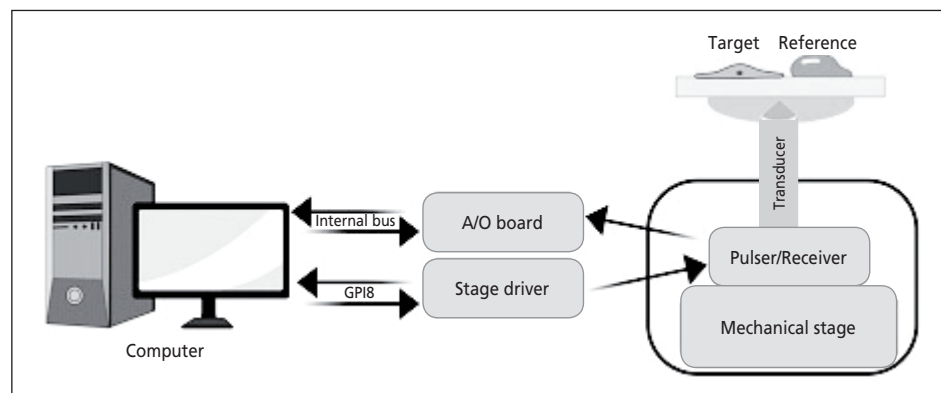 Target Reference
Transducer
Internal bus
A/O board
Pulser/Receiver
GPI8
Stage driver
Mechanical stage
Computer